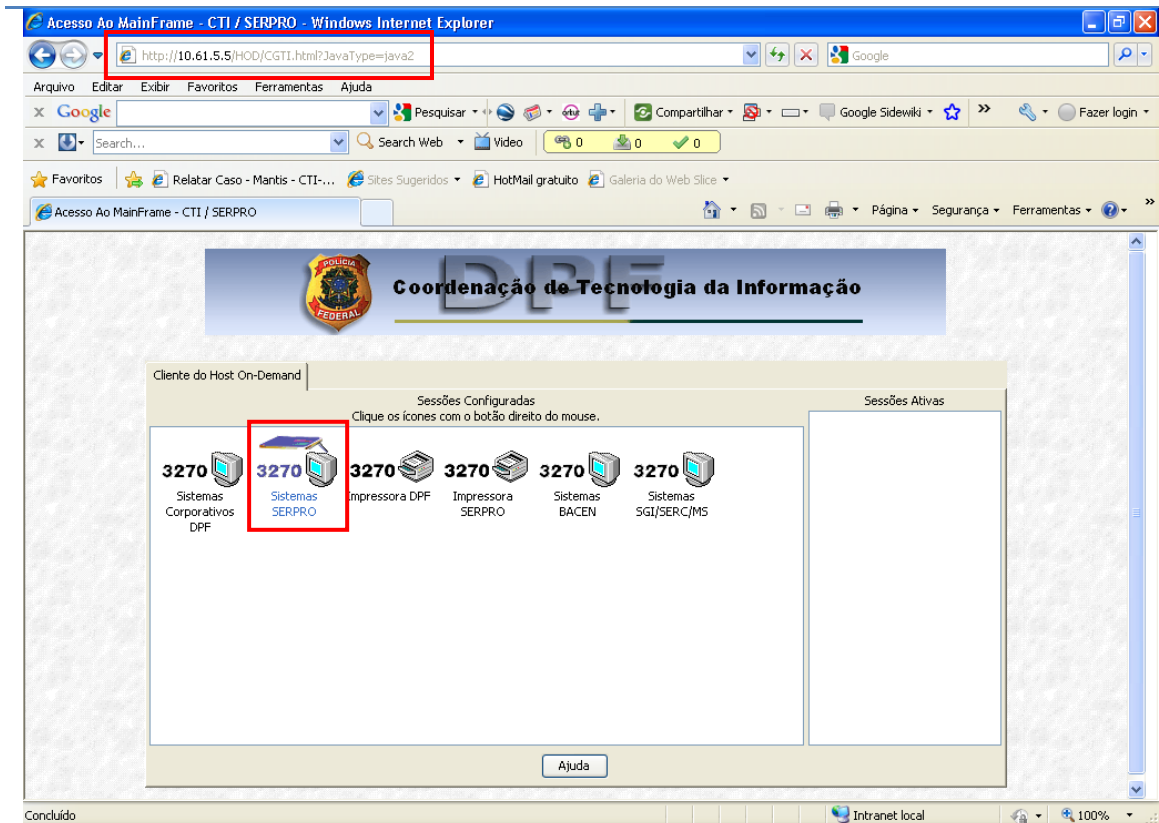 Acesso Ao MainFrame - CTI / SERPRO - Windows Internet Explorer
http://10.61.5.5/HOD/CGTI.html?JavaType=java2
Google
Arquivo Editar Exibir Favoritos Ferramentas Ajuda
x Google Pesquisar Compartilhar Google Sidewiki >> Fazer login
x Search... Search Web Video 0 0 0
Favoritos Relatar Caso - Mantis - CTI-... Sites Sugeridos HotMail gratuito Galeria do Web Slice
Acesso Ao MainFrame - CTI / SERPRO Página Segurança Ferramentas >>
POLÍCIA
FEDERAL
DPF
Coordenação de Tecnologia da Informação
Cliente do Host On-Demand
Sessões Configuradas
Clique os ícones com o botão direito do mouse.
Sessões Ativas
3270 3270 3270 3270 3270 3270
Sistemas Corporativos DPF
Sistemas SERPRO
Impressora DPF
Impressora SERPRO
Sistemas BACEN
Sistemas SGI/SERC/MS
Ajuda
Concluído Intranet local 100%